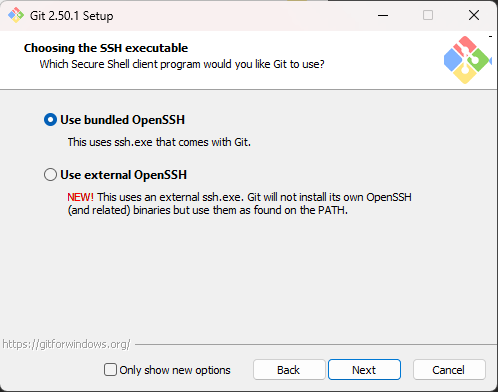 Git 2.50.1 Setup
Choosing the SSH executable
Which Secure Shell client program would you like Git to use?
Use bundled OpenSSH
This uses ssh.exe that comes with Git.
Use external OpenSSH
NEW! This uses an external ssh.exe. Git will not install its own OpenSSH
(and related) binaries but use them as found on the PATH.
https://gitforwindows.org/
Only show new options
Back
Next
Cancel